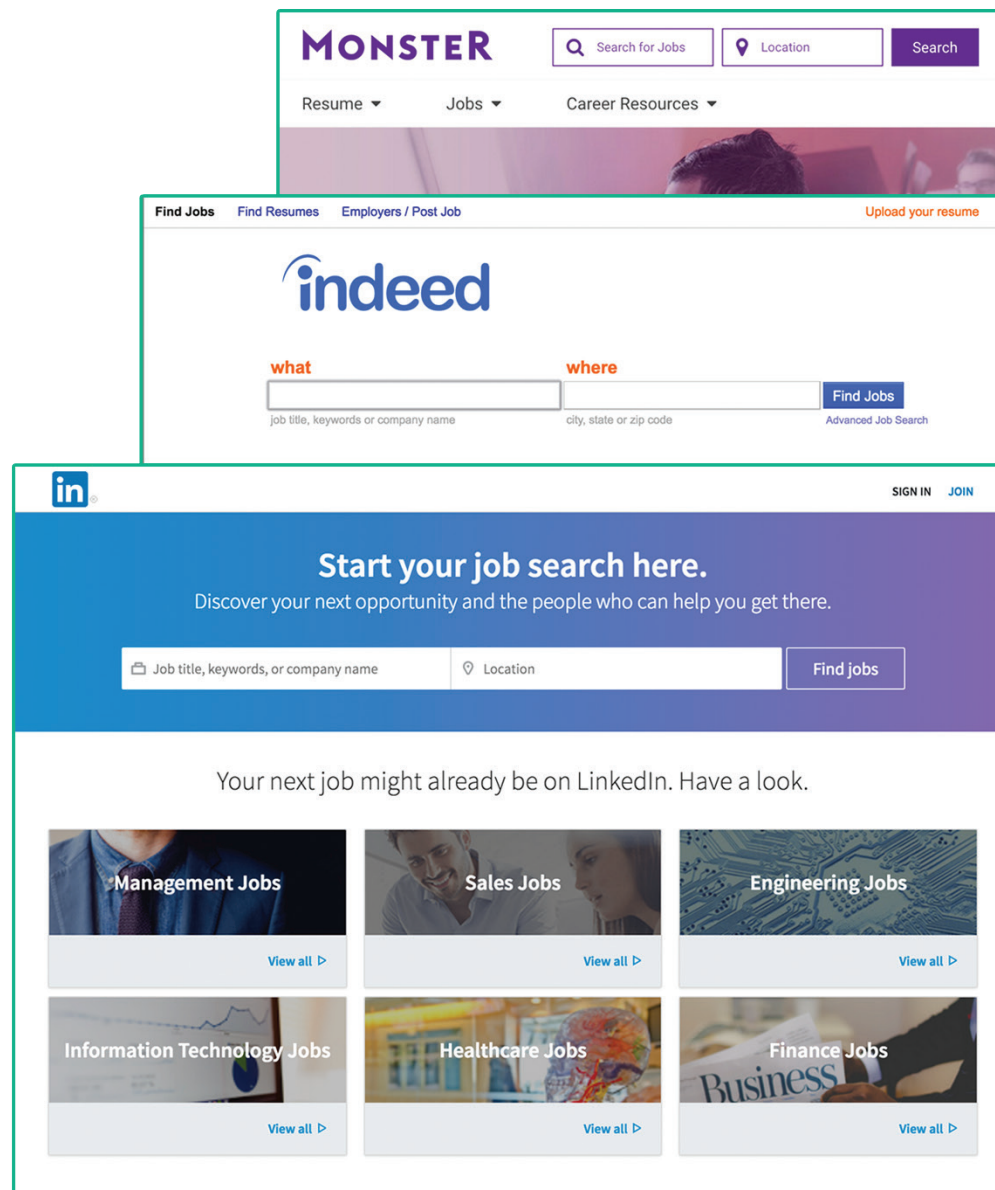 MONSTER
Search for Jobs
Location
Search
Resume
Jobs
Career Resources
Find Jobs
Find Resumes
Employers / Post Job
Upload your resume
indeed
what
where
Find Jobs
job title, keywords or company name
city, state or zip code
Advanced Job Search
in
SIGN IN
JOIN
Start your job search here.
Discover your next opportunity and the people who can help you get there.
Job title, keywords, or company name
Location
Find jobs
Your next job might already be on LinkedIn. Have a look.
Management Jobs
Sales Jobs
Engineering Jobs
View all
View all
View all
Information Technology Jobs
Healthcare Jobs
Finance Jobs
BUSINESS
View all
View all
View all